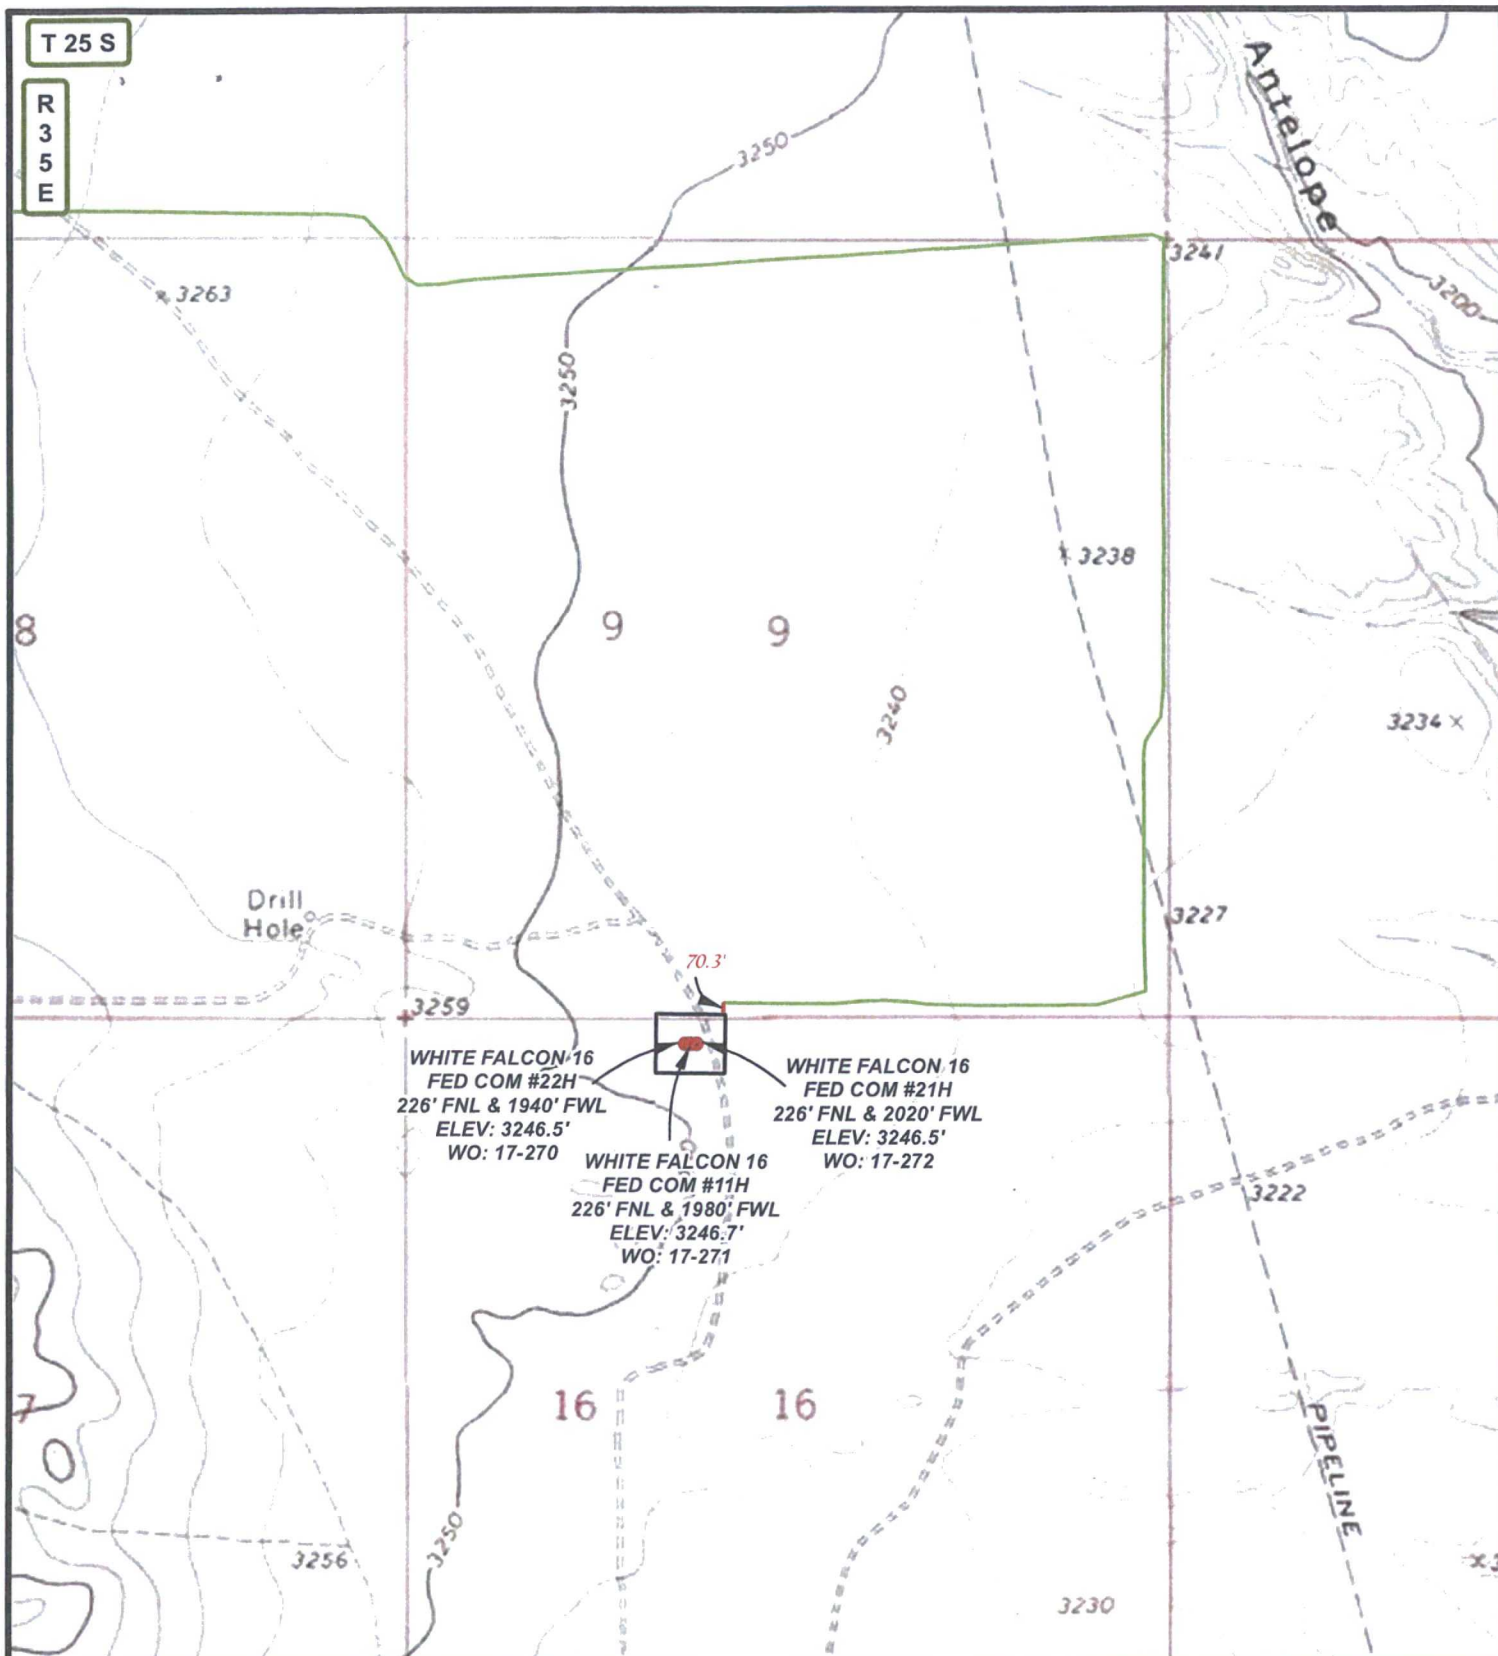 T 25 S
R
3
5
E
Antelope
3250
3241
3200
3263
3250
3238
8
9
9
3240
3234
Drill
Hole
3227
70.3'
3259
WHITE FALCON 16
FED COM #22H
226' FNL & 1940' FWL
ELEV: 3246.5'
WO: 17-270
WHITE FALCON 16
FED COM #21H
226' FNL & 2020' FWL
ELEV: 3246.5'
WO: 17-272
WHITE FALCON 16
FED COM #11H
226' FNL & 1980' FWL
ELEV: 3246.7'
WO: 17-271
3222
7
16
16
PIPELINE
3250
3256
3230